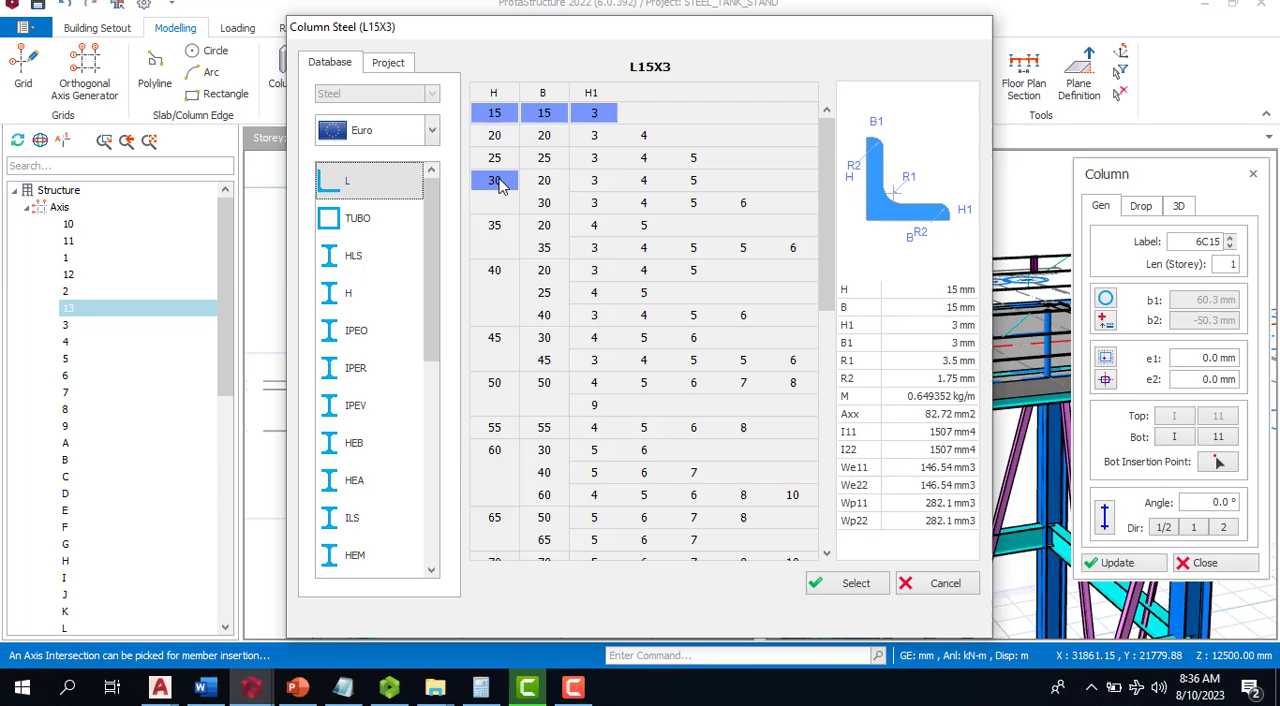 ProtaStructure 2022 (6.0.392) / Project: STEEL_TANK_STAND
Building Setout Modelling Loading
Grid
Orthogonal
Axis Generator
Polyline
Circle
Arc
Rectangle
Grids
Slab/Column Edge
Floor Plan
Section
Plane
Definition
Tools
Search...
Storey:
Structure
Axis
10
11
1
12
2
13
3
4
5
6
7
8
9
A
B
C
D
E
F
G
H
I
J
K
L
Column Steel (L15X3)
Database Project
Steel
Euro
L
TUBO
HLS
H
IPEO
IPER
IPEV
HEB
HEA
ILS
HEM
L15X3
H B H1
15 15 3
20 20 3 4
25 25 3 4 5
30 20 3 4 5
30 3 4 5 6
35 20 4 5
35 3 4 5 5 6
40 20 3 4 5
25 4 5
40 3 4 5 6
45 30 4 5 6
45 3 4 5 5 6
50 50 4 5 6 7 8
9
55 55 4 5 6 8
60 30 5 6
40 5 6 7
60 4 5 6 8 10
65 50 5 6 7 8
65 5 6 7
B1
R2
H
R1
H1
R2
B
H 15 mm
B 15 mm
H1 3 mm
B1 3 mm
R1 3.5 mm
R2 1.75 mm
M 0.649352 kg/m
Axx 82.72 mm2
I11 1507 mm4
I22 1507 mm4
We11 146.54 mm3
We22 146.54 mm3
Wp11 282.1 mm3
Wp22 282.1 mm3
Select Cancel
Column
Gen Drop 3D
Label: 6C15
Len (Storey): 1
b1: 60.3 mm
b2: -50.3 mm
e1: 0.0 mm
e2: 0.0 mm
Top: I 11
Bot: I 11
Bot Insertion Point:
Angle: 0.0 °
Dir: 1/2 1 2
Update Close
An Axis Intersection can be picked for member insertion...
Enter Command...
GE: mm, Anl: kN-m, Disp: m
X : 31861.15, Y : 21779.88 Z : 12500.00 mm
8:36 AM
8/10/2023
2